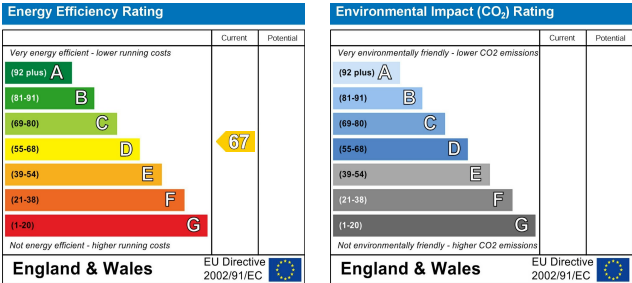 Energy Efficiency Rating
Current Potential
Very energy efficient - lower running costs
(92 plus) A
(81-91) B
(69-80) C
(55-68) D
67
(39-54) E
(21-38) F
(1-20) G
Not energy efficient - higher running costs
England & Wales
EU Directive
2002/91/EC
Environmental Impact (CO₂) Rating
Current Potential
Very environmentally friendly - lower CO2 emissions
(92 plus) A
(81-91) B
(69-80) C
(55-68) D
(39-54) E
(21-38) F
(1-20) G
Not environmentally friendly - higher CO2 emissions
England & Wales
EU Directive
2002/91/EC